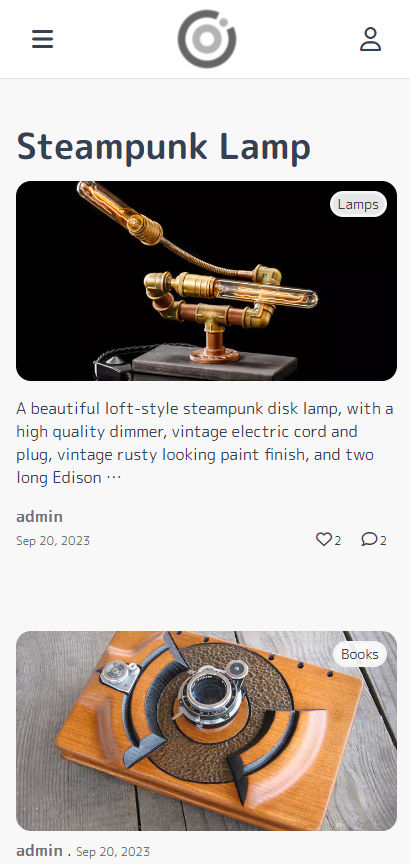 Steampunk Lamp
Lamps
A beautiful loft-style steampunk disk lamp, with a
high quality dimmer, vintage electric cord and
plug, vintage rusty looking paint finish, and two
long Edison ···
admin
Sep 20, 2023
2 2
Books
admin . Sep 20, 2023